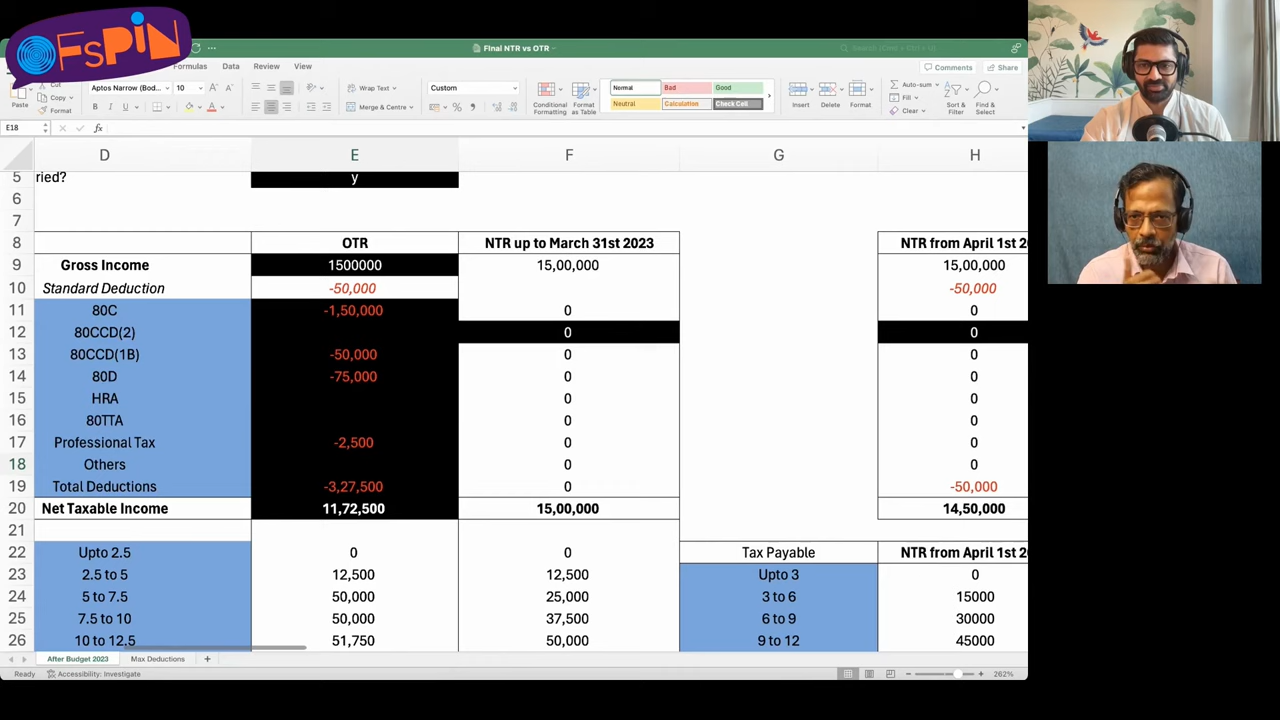 OFSPIN
FInal NTR vs OTR
Search (Cmd + Ctrl + U)
Formulas Data Review View
Comments Share
Cut
Copy
Paste
Format
Aptos Narrow (Bod... 10
B I U
Wrap Text
Merge & Centre
Custom
Conditional Formatting
Format as Table
Normal Bad Good
Neutral Calculation Check Cell
Insert Delete Format
Auto-sum
Fill
Clear
Sort & Filter
Find & Select
E18 fx
D E F G H
5 ried? y
6
7
8 OTR NTR up to March 31st 2023 NTR from April 1st 20
9 Gross Income 1500000 15,00,000 15,00,000
10 Standard Deduction -50,000 -50,000
11 80C -1,50,000 0 0
12 80CCD(2) 0 0
13 80CCD(1B) -50,000 0 0
14 80D -75,000 0 0
15 HRA 0 0
16 80TTA 0 0
17 Professional Tax -2,500 0 0
18 Others 0 0
19 Total Deductions -3,27,500 0 -50,000
20 Net Taxable Income 11,72,500 15,00,000 14,50,000
21
22 Upto 2.5 0 0 Tax Payable NTR from April 1st 20
23 2.5 to 5 12,500 12,500 Upto 3 0
24 5 to 7.5 50,000 25,000 3 to 6 15000
25 7.5 to 10 50,000 37,500 6 to 9 30000
26 10 to 12.5 51,750 50,000 9 to 12 45000
After Budget 2023 Max Deductions +
Ready Accessibility: Investigate 262%